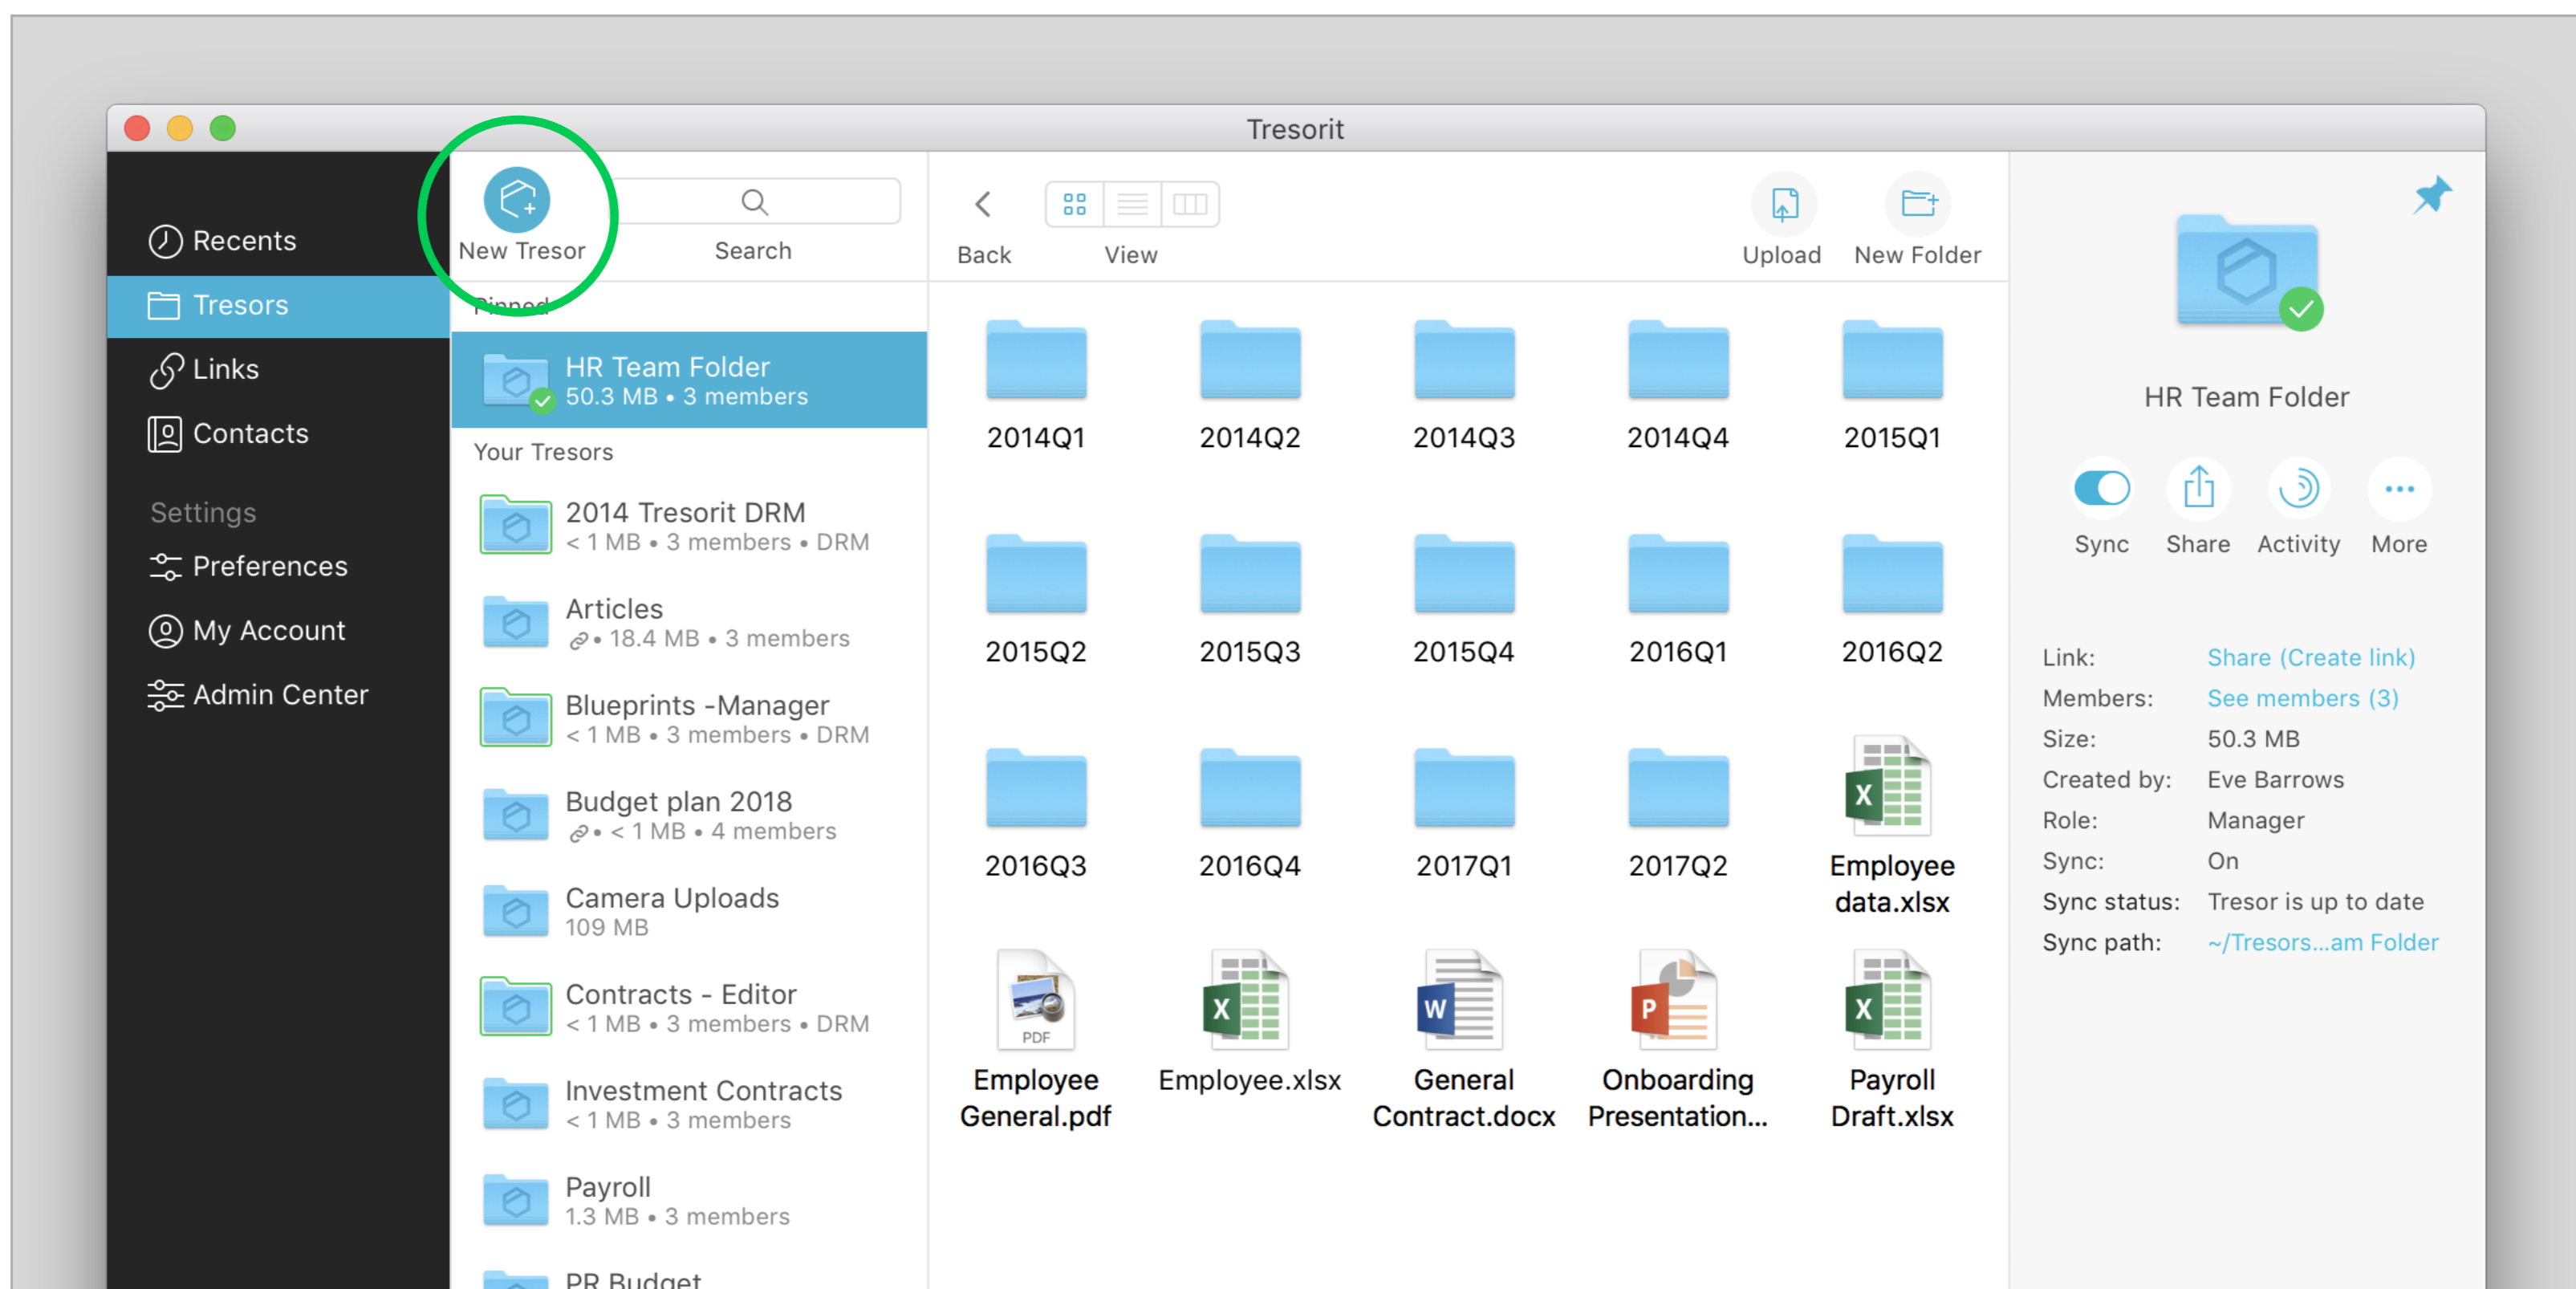 Tresorit
Recents
Tresors
Links
Contacts
Settings
Preferences
My Account
Admin Center
New Tresor
Search
Pinned
HR Team Folder
50.3 MB • 3 members
Your Tresors
2014 Tresorit DRM
< 1 MB • 3 members • DRM
Articles
• 18.4 MB • 3 members
Blueprints -Manager
< 1 MB • 3 members • DRM
Budget plan 2018
• < 1 MB • 4 members
Camera Uploads
109 MB
Contracts - Editor
< 1 MB • 3 members • DRM
Investment Contracts
< 1 MB • 3 members
Payroll
1.3 MB • 3 members
PR Budget
Back
View
Upload
New Folder
2014Q1
2014Q2
2014Q3
2014Q4
2015Q1
2015Q2
2015Q3
2015Q4
2016Q1
2016Q2
2016Q3
2016Q4
2017Q1
2017Q2
X
Employee
data.xlsx
PDF
Employee
General.pdf
X
Employee.xlsx
W
General
Contract.docx
P
Onboarding
Presentation...
X
Payroll
Draft.xlsx
HR Team Folder
Sync
Share
Activity
More
Link: Share (Create link)
Members: See members (3)
Size: 50.3 MB
Created by: Eve Barrows
Role: Manager
Sync: On
Sync status: Tresor is up to date
Sync path: ~/Tresors...am Folder